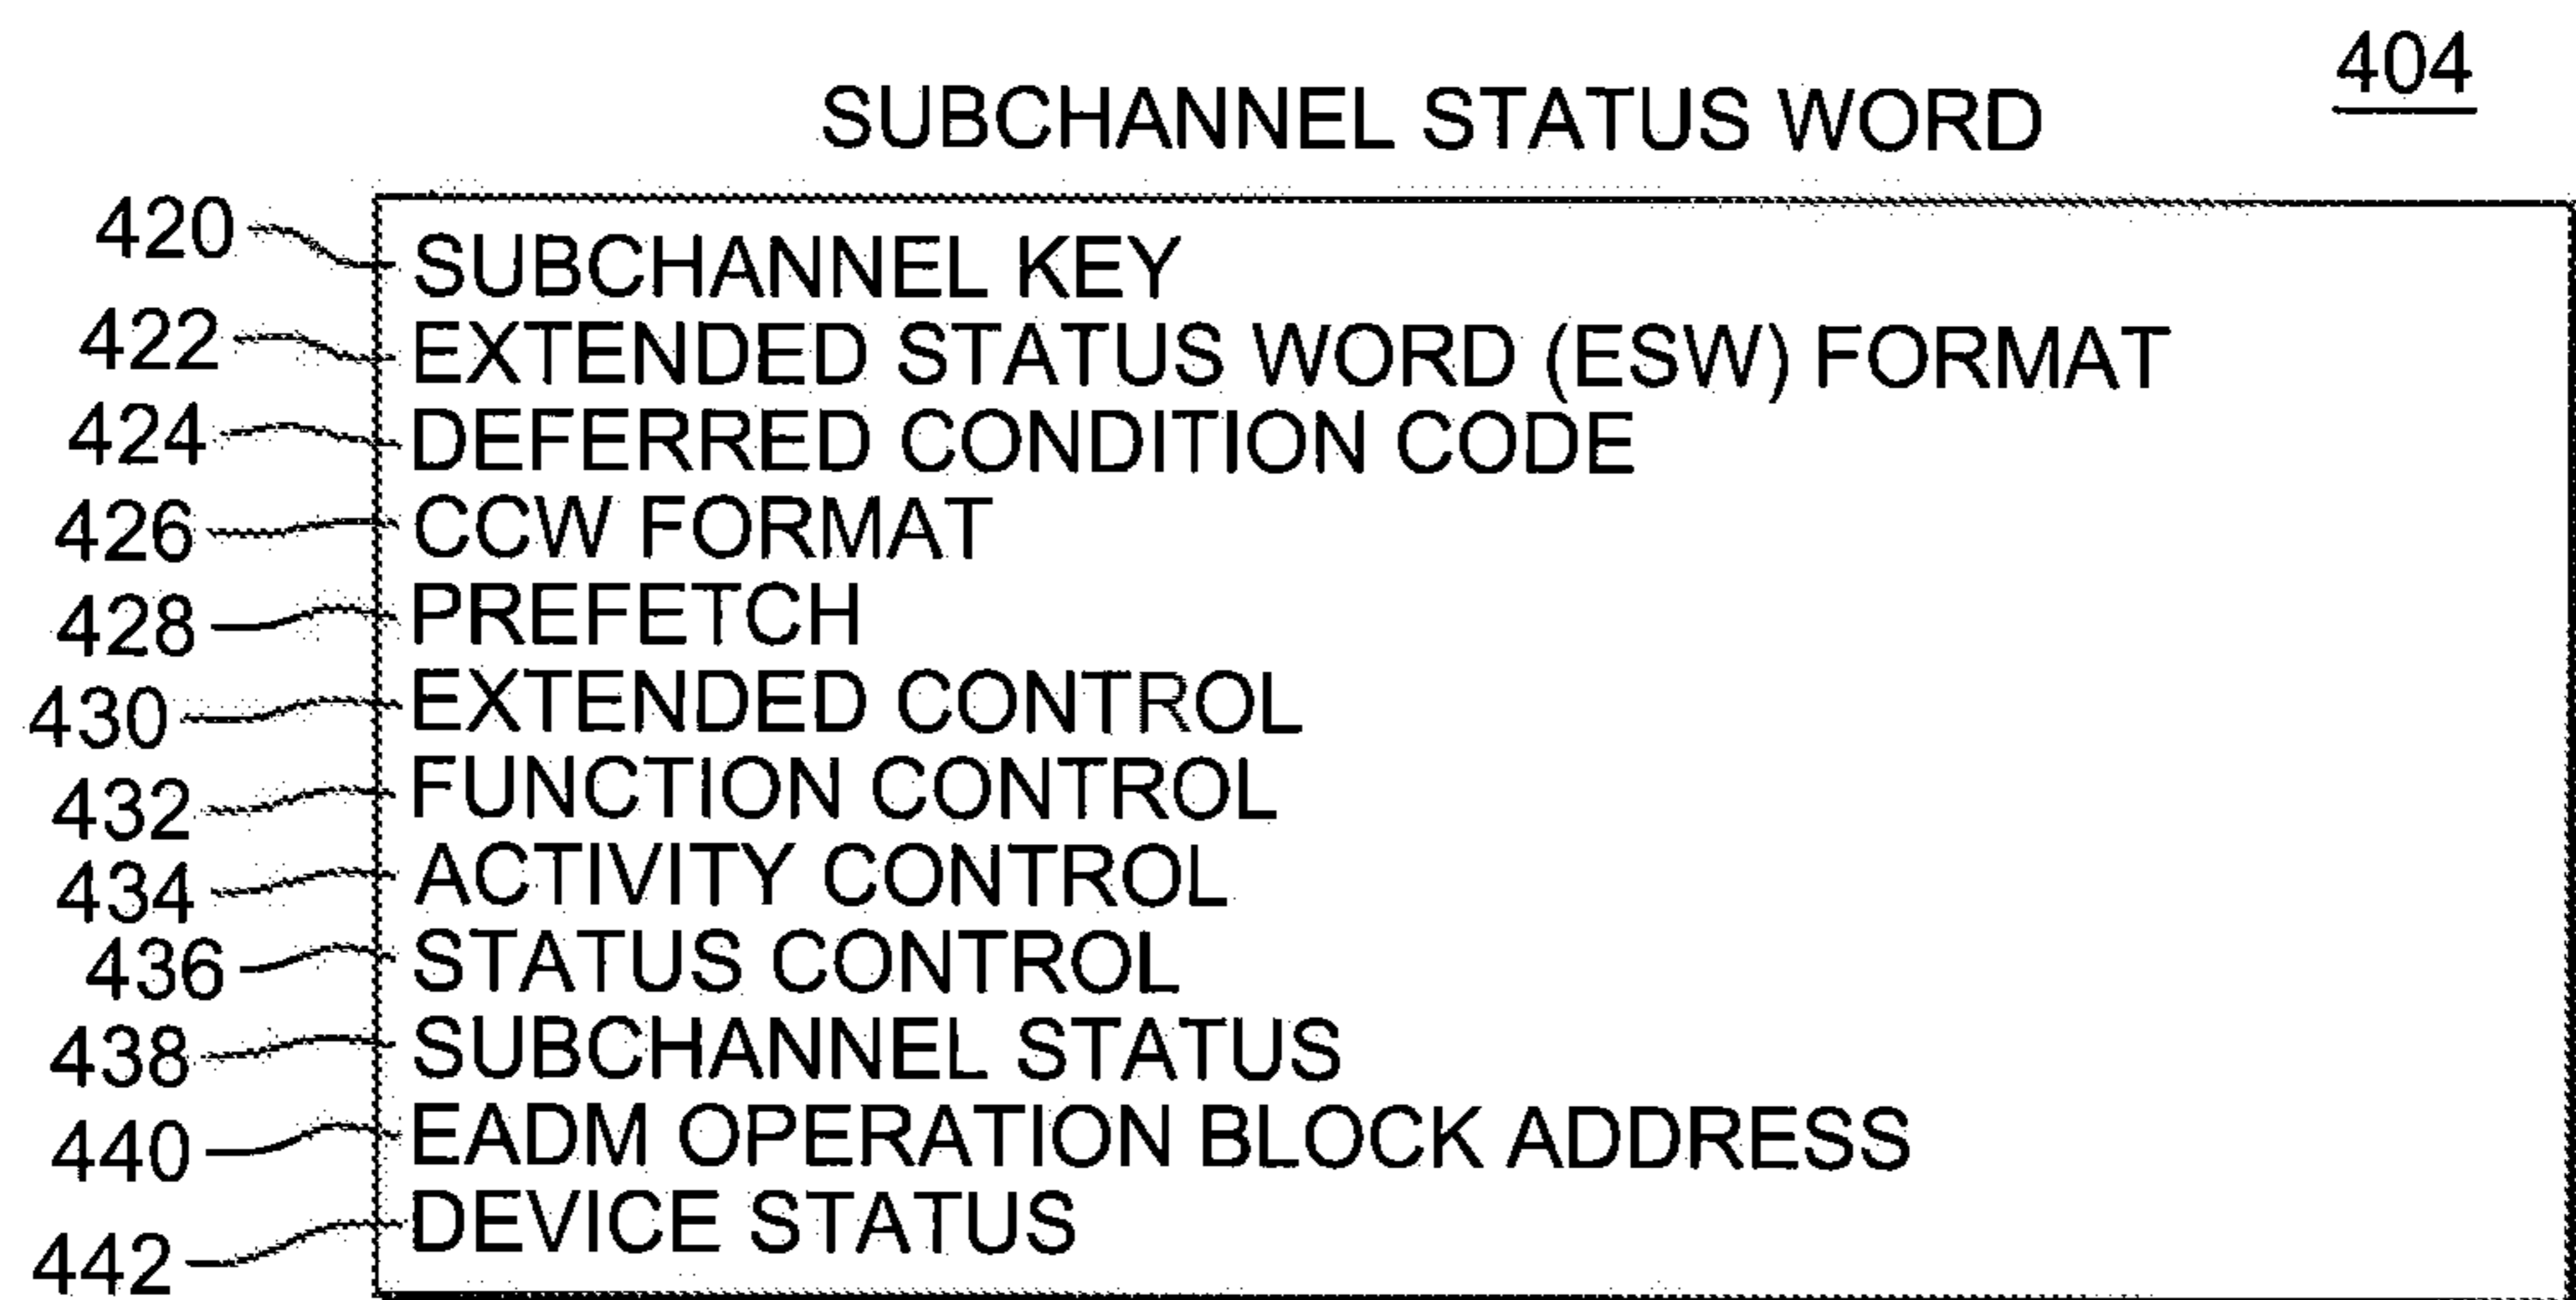 404
SUBCHANNEL STATUS WORD
420 SUBCHANNEL KEY
422 EXTENDED STATUS WORD (ESW) FORMAT
424 DEFERRED CONDITION CODE
426 CCW FORMAT
428 PREFETCH
430 EXTENDED CONTROL
432 FUNCTION CONTROL
434 ACTIVITY CONTROL
436 STATUS CONTROL
438 SUBCHANNEL STATUS
440 EADM OPERATION BLOCK ADDRESS
442 DEVICE STATUS